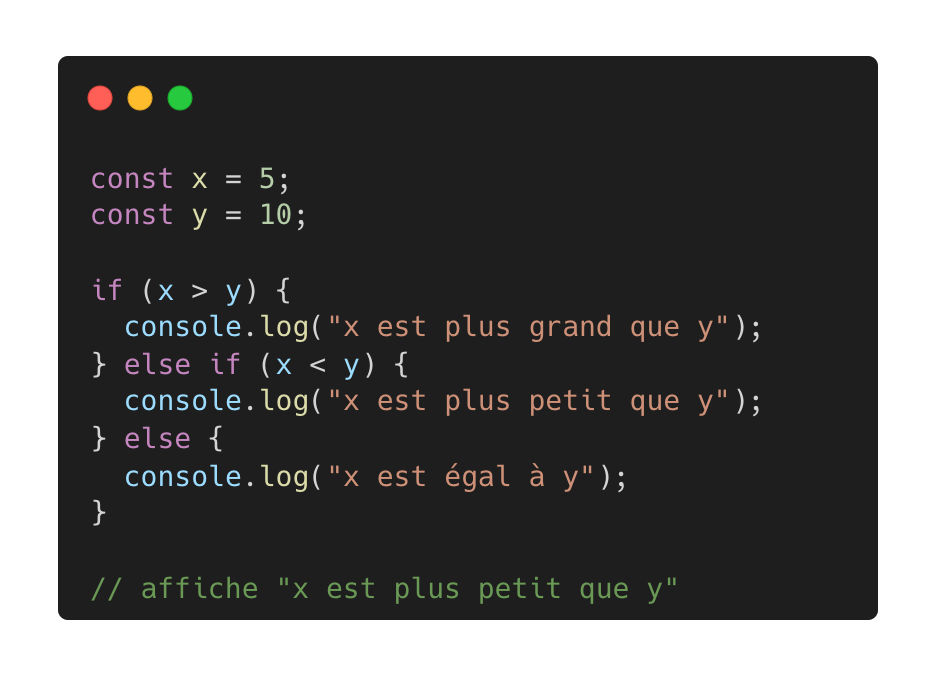 const x = 5;
const y = 10;

if (x > y) {
  console.log("x est plus grand que y");
} else if (x < y) {
  console.log("x est plus petit que y");
} else {
  console.log("x est égal à y");
}

// affiche "x est plus petit que y"